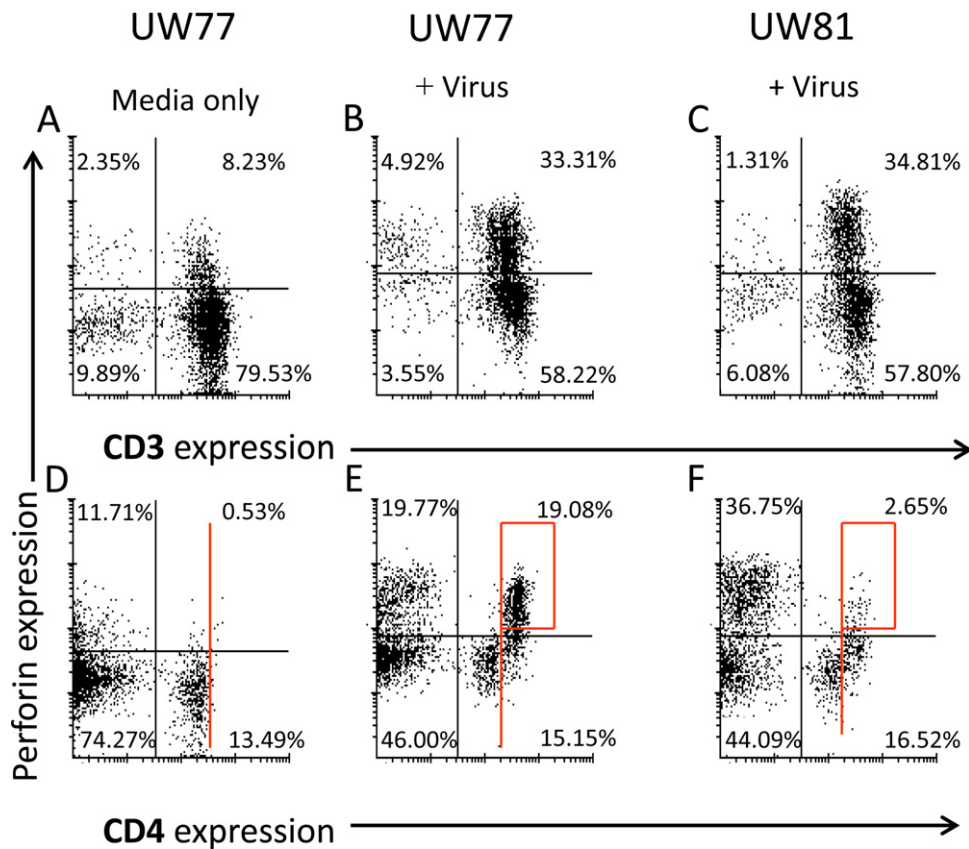 UW77
UW77
UW81
Media only
+ Virus
+ Virus
A
B
C
2.35%
8.23%
4.92%
33.31%
1.31%
34.81%
9.89%
79.53%
3.55%
58.22%
6.08%
57.80%
CD3 expression
Perforin expression
D
E
F
11.71%
0.53%
19.77%
19.08%
36.75%
2.65%
74.27%
13.49%
46.00%
15.15%
44.09%
16.52%
CD4 expression